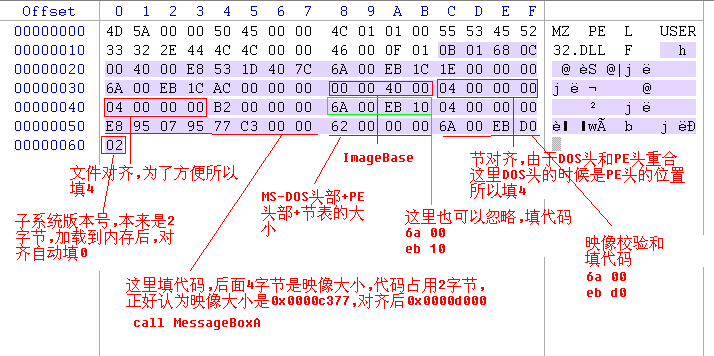 Offset 0 1 2 3 4 5 6 7 8 9 A B C D E F
00000000 4D 5A 00 00 50 45 00 00 4C 01 01 00 55 53 45 52 MZ PE L USER
00000010 33 32 2E 44 4C 4C 00 00 46 00 0F 01 0B 01 68 0C 32.DLL F h
00000020 00 40 00 E8 53 1D 40 7C 6A 00 EB 1C 1E 00 00 00 @ èS @|j ë
00000030 6A 00 EB 1C AC 00 00 00 00 00 40 00 04 00 00 00 j ë ¬ @
00000040 04 00 00 00 B2 00 00 00 6A 00 EB 10 00 00 00 00 ² j ë
00000050 E8 95 07 95 77 C3 00 00 62 00 00 00 6A 00 EB D0 è wÃ b j ëÐ
00000060 02
文件对齐,为了方便所以
填4
ImageBase
节对齐,由于DOS头和PE头重合
这里DOS头的时候是PE头的位置
所以填4
MS-DOS头部+PE
头部+节表的大
小
子系统版本号,本来是2
字节,加载到内存后,对
齐自动填0
这里也可以忽略,填代码
6a 00
eb 10
映像校验和
填代码
6a 00
eb d0
这里填代码,后面4字节是映像大小,代码占用2字节,
正好认为映像大小是0x0000c377,对齐后0x0000d000
call MessageBoxA